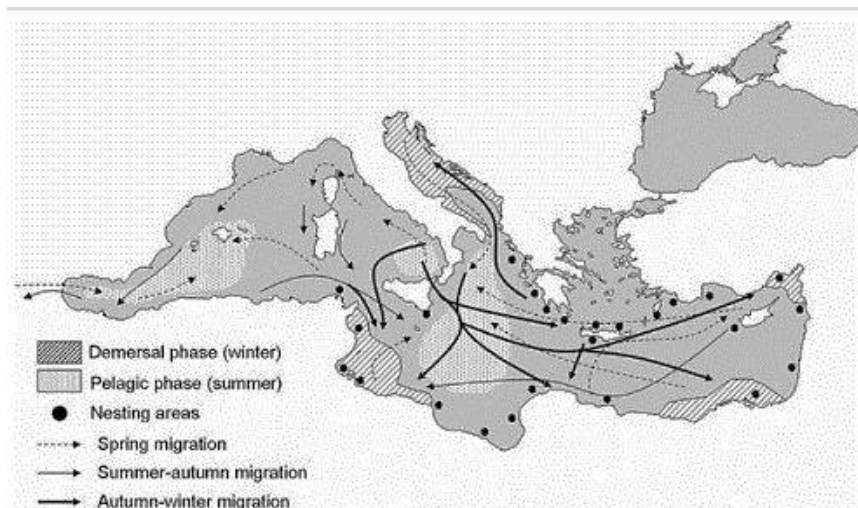 Demersal phase (winter)
Pelagic phase (summer)
Nesting areas
Spring migration
Summer-autumn migration
Autumn-winter migration